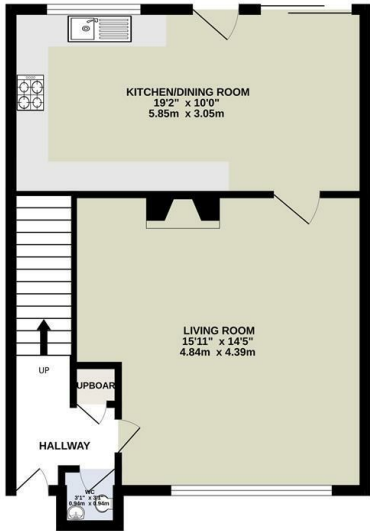 KITCHEN/DINING ROOM
19'2" x 10'0"
5.85m x 3.05m
LIVING ROOM
15'11" x 14'5"
4.84m x 4.39m
UP
UPBOAR
HALLWAY
WC
3'1" x 3'1"
0.94m x 0.94m